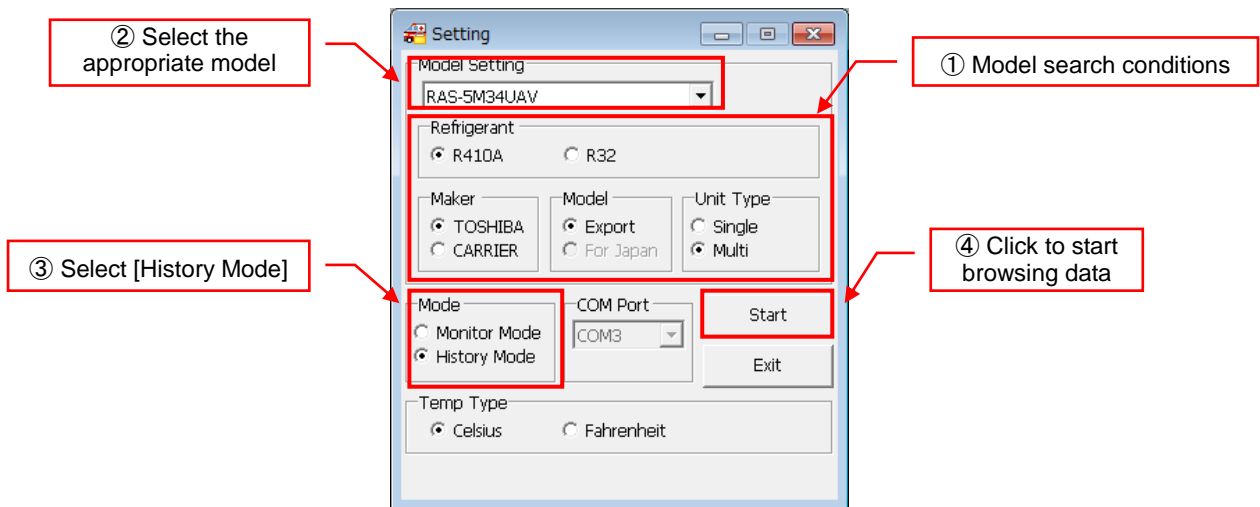 ② Select the
appropriate model
① Model search conditions
③ Select [History Mode]
④ Click to start
browsing data
Setting
Model Setting
RAS-5M34UAV
Refrigerant
R410A R32
Maker Model Unit Type
TOSHIBA Export Single
CARRIER For Japan Multi
Mode COM Port
Monitor Mode COM3 Start
History Mode Exit
Temp Type
Celsius Fahrenheit